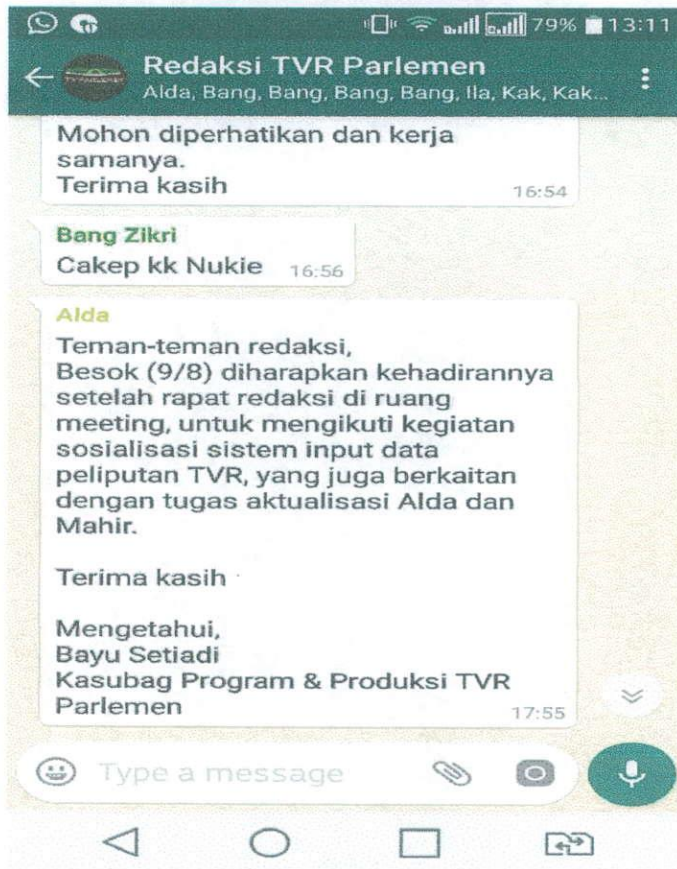 79% 13:11
Redaksi TVR Parlemen
Alda, Bang, Bang, Bang, Bang, Ila, Kak, Kak...
Mohon diperhatikan dan kerja
samanya.
Terima kasih
16:54
Bang Zikri
Cakep kk Nukie 16:56
Alda
Teman-teman redaksi,
Besok (9/8) diharapkan kehadirannya
setelah rapat redaksi di ruang
meeting, untuk mengikuti kegiatan
sosialisasi sistem input data
peliputan TVR, yang juga berkaitan
dengan tugas aktualisasi Alda dan
Mahir.
Terima kasih
Mengetahui,
Bayu Setiadi
Kasubag Program & Produksi TVR
Parlemen
17:55
Type a message